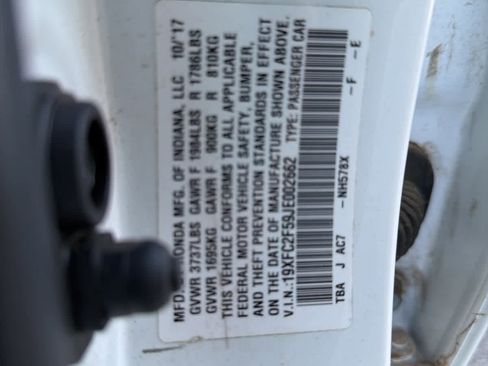 MFD. HONDA MFG. OF INDIANA, LLC 10/'17
GVWR 3737LBS GAWR F 1984LBS R 1786LBS
GVWR 1695KG GAWR F 900KG R 810KG
THIS VEHICLE CONFORMS TO ALL APPLICABLE
FEDERAL MOTOR VEHICLE SAFETY, BUMPER,
AND THEFT PREVENTION STANDARDS IN EFFECT
ON THE DATE OF MANUFACTURE SHOWN ABOVE.
V.I.N.:19XFC2F59JE002662 TYPE: PASSENGER CAR
TBA J AC7 -NH578X -F -E